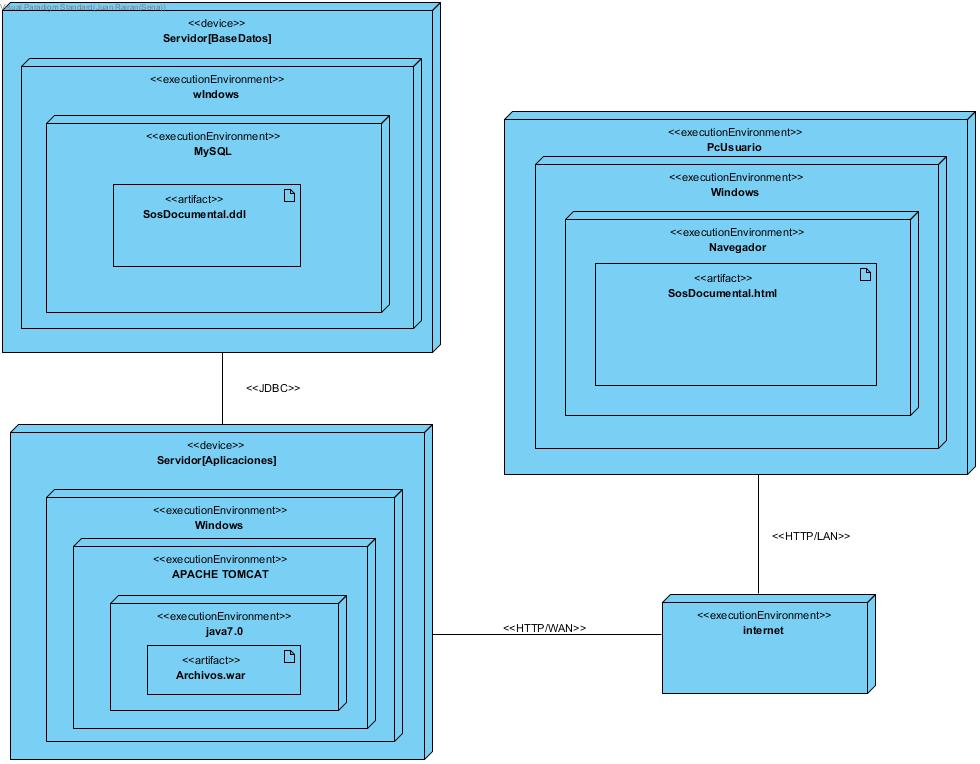 Visual Paradigm Standard(Juan Rairan(Sena))
<<device>>
Servidor[BaseDatos]
<<executionEnvironment>>
wIndows
<<executionEnvironment>>
MySQL
<<artifact>>
SosDocumental.ddl
<<JDBC>>
<<device>>
Servidor[Aplicaciones]
<<executionEnvironment>>
Windows
<<executionEnvironment>>
APACHE TOMCAT
<<executionEnvironment>>
java7.0
<<artifact>>
Archivos.war
<<HTTP/WAN>>
<<executionEnvironment>>
PcUsuario
<<executionEnvironment>>
Windows
<<executionEnvironment>>
Navegador
<<artifact>>
SosDocumental.html
<<HTTP/LAN>>
<<executionEnvironment>>
internet